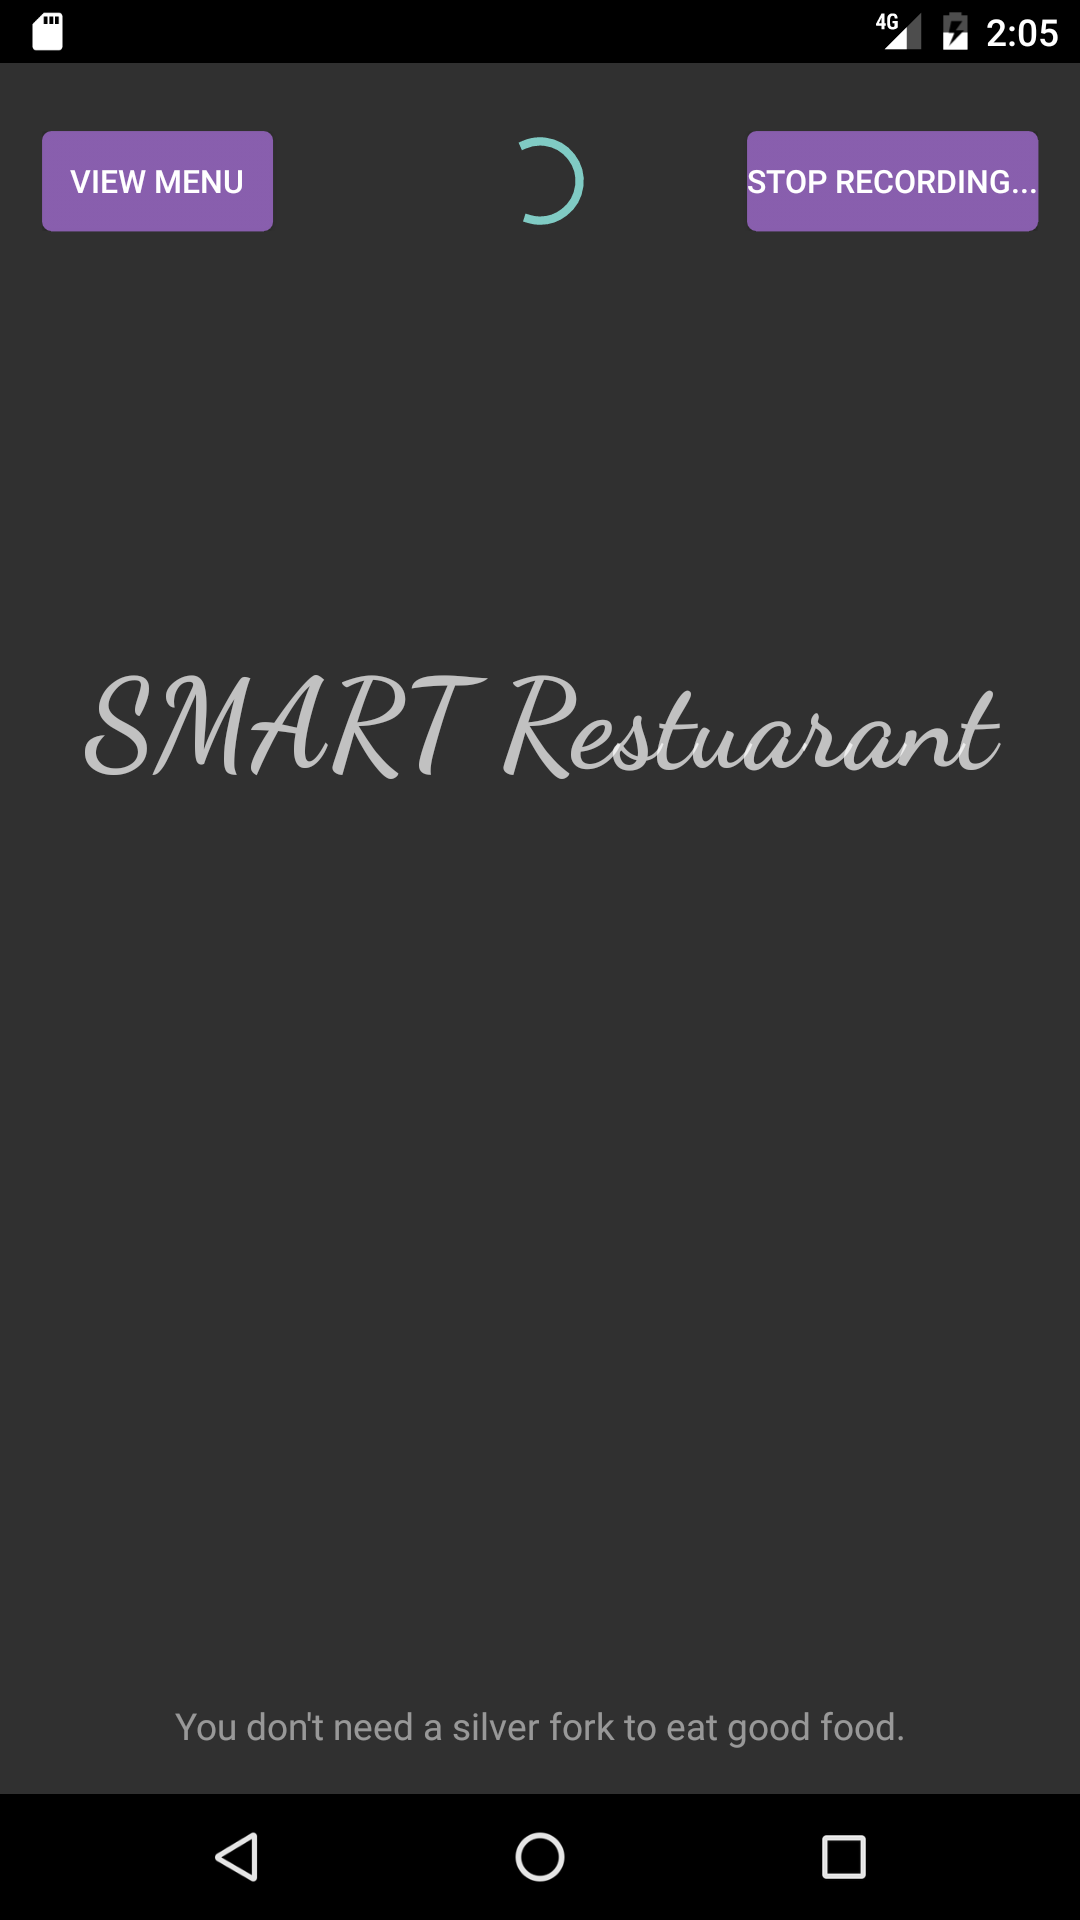 4G 2:05
VIEW MENU STOP RECORDING...
SMART Restuarant
You don't need a silver fork to eat good food.